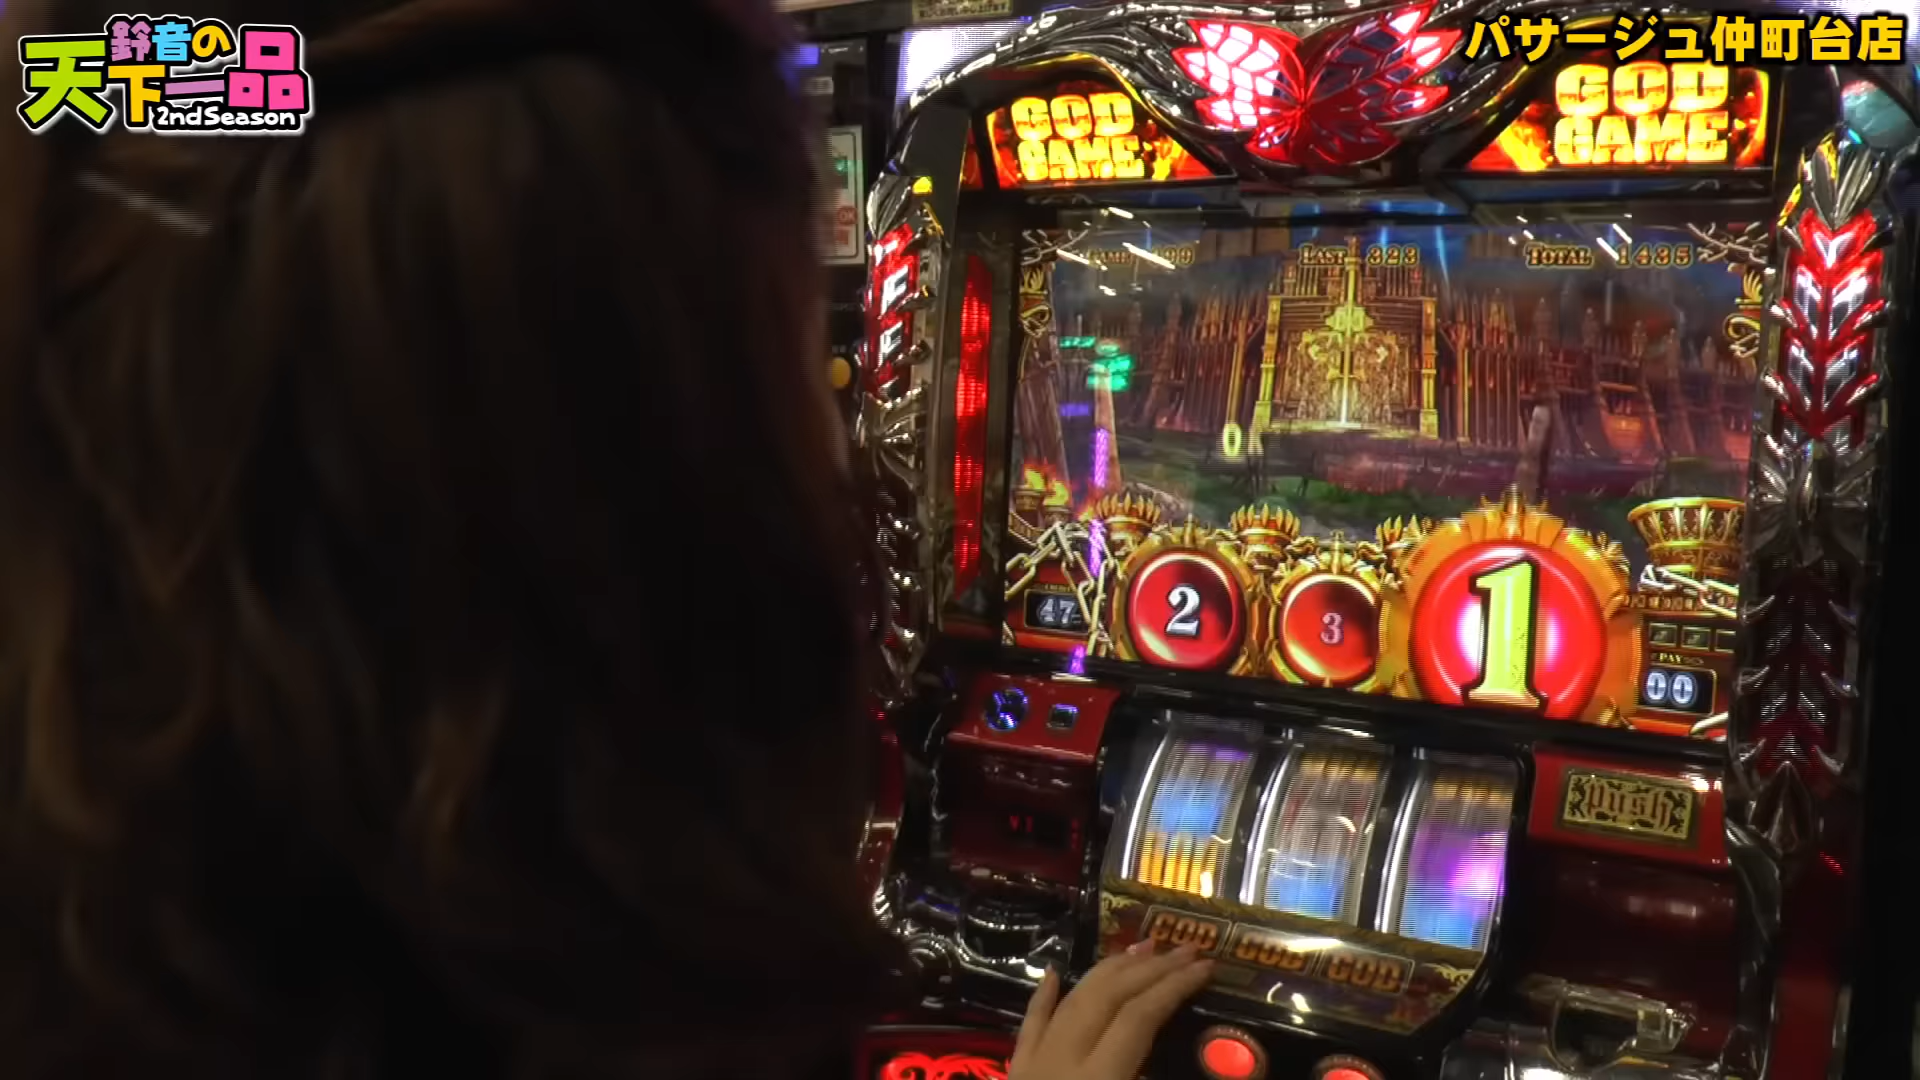 鈴音の
天下一品
2ndSeason
パサージュ仲町台店
GOD
GAME
GOD
GAME
LAST 323
TOTAL 1435
47
2
3
1
PAY
00
Push
GOD GOD GOD